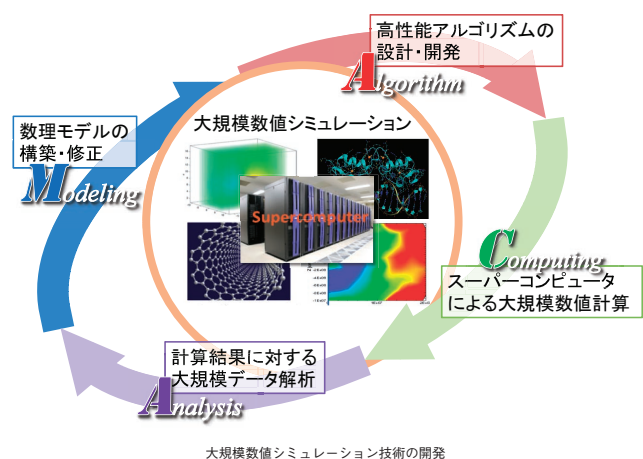 高性能アルゴリズムの
設計・開発
Algorithm
数理モデルの
構築・修正
Modeling
大規模数値シミュレーション
Supercomputer
Computing
スーパーコンピュータ
による大規模数値計算
計算結果に対する
大規模データ解析
Analysis
大規模数値シミュレーション技術の開発